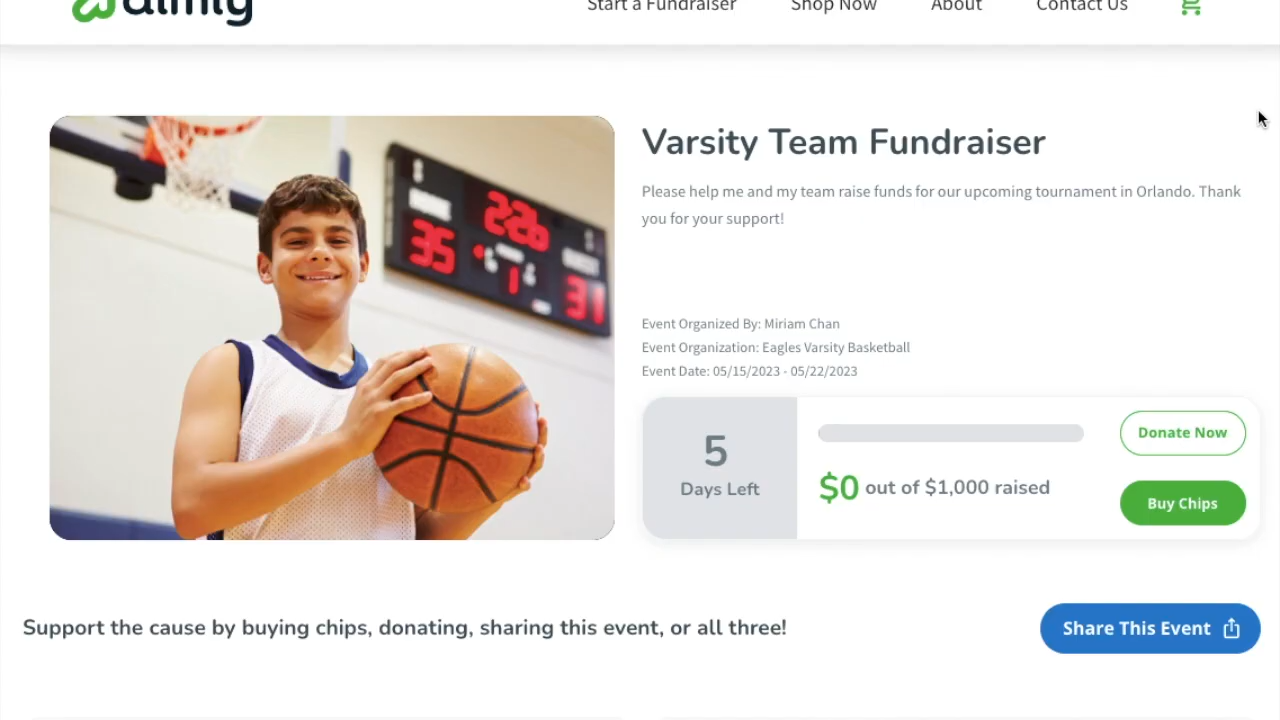 Start a Fundraiser Shop Now About Contact Us
Varsity Team Fundraiser
Please help me and my team raise funds for our upcoming tournament in Orlando. Thank
you for your support!
35
31
1
Event Organized By: Miriam Chan
Event Organization: Eagles Varsity Basketball
Event Date: 05/15/2023 - 05/22/2023
5
Days Left
Donate Now
$0 out of $1,000 raised
Buy Chips
Support the cause by buying chips, donating, sharing this event, or all three!
Share This Event